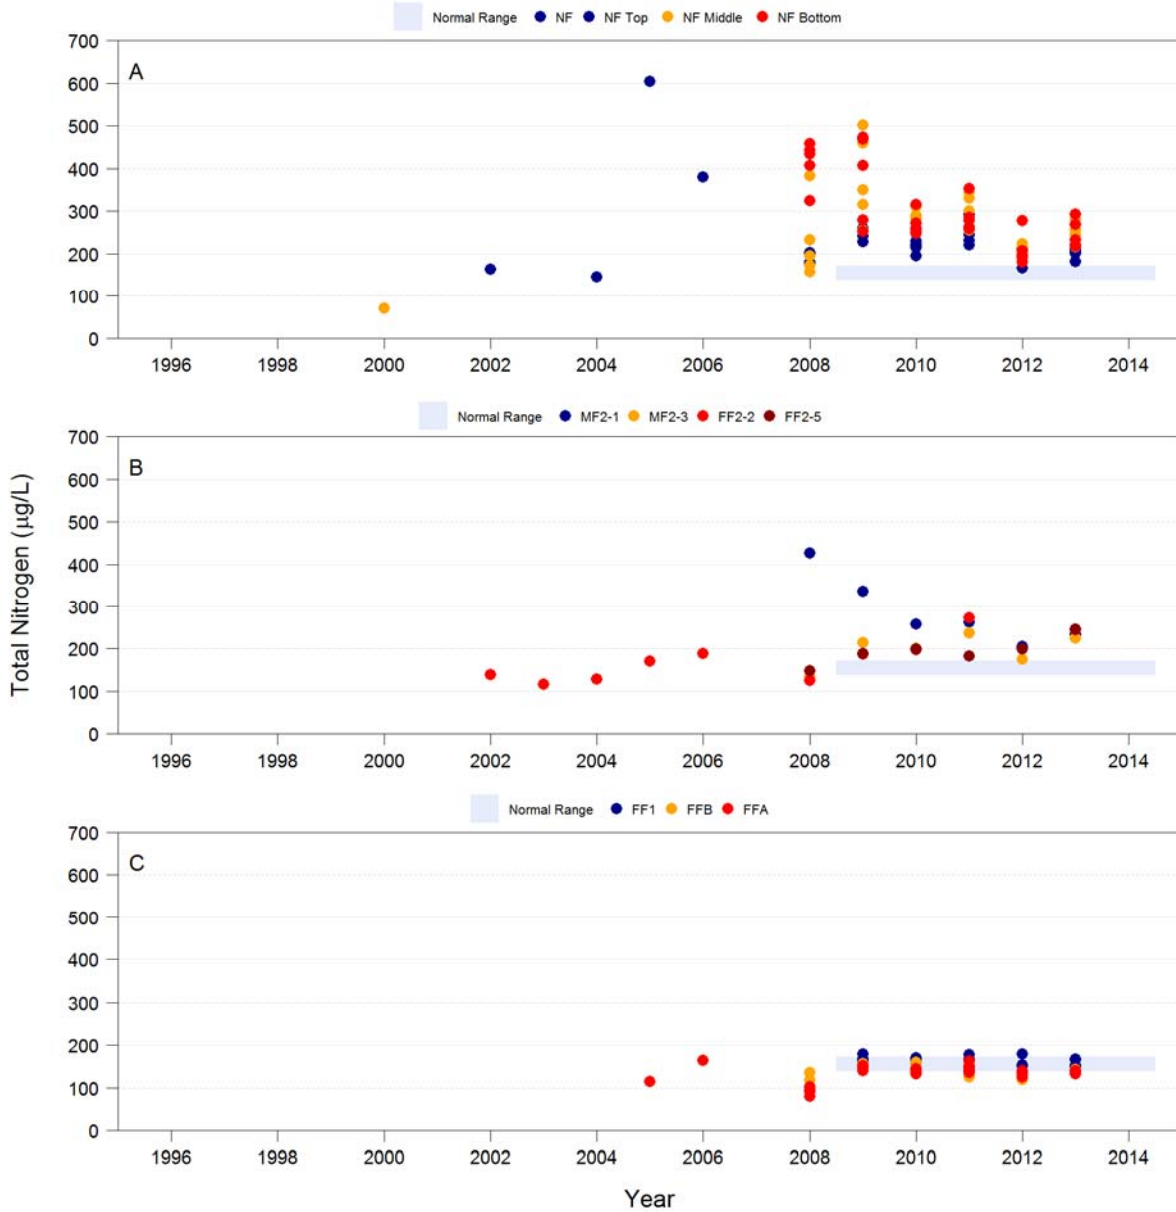 Normal Range NF NF Top NF Middle NF Bottom
A
700
600
500
400
300
200
100
0
1996 1998 2000 2002 2004 2006 2008 2010 2012 2014
Normal Range MF2-1 MF2-3 FF2-2 FF2-5
B
700
600
500
400
300
200
100
0
1996 1998 2000 2002 2004 2006 2008 2010 2012 2014
Total Nitrogen (µg/L)
Normal Range FF1 FFB FFA
C
700
600
500
400
300
200
100
0
1996 1998 2000 2002 2004 2006 2008 2010 2012 2014
Year